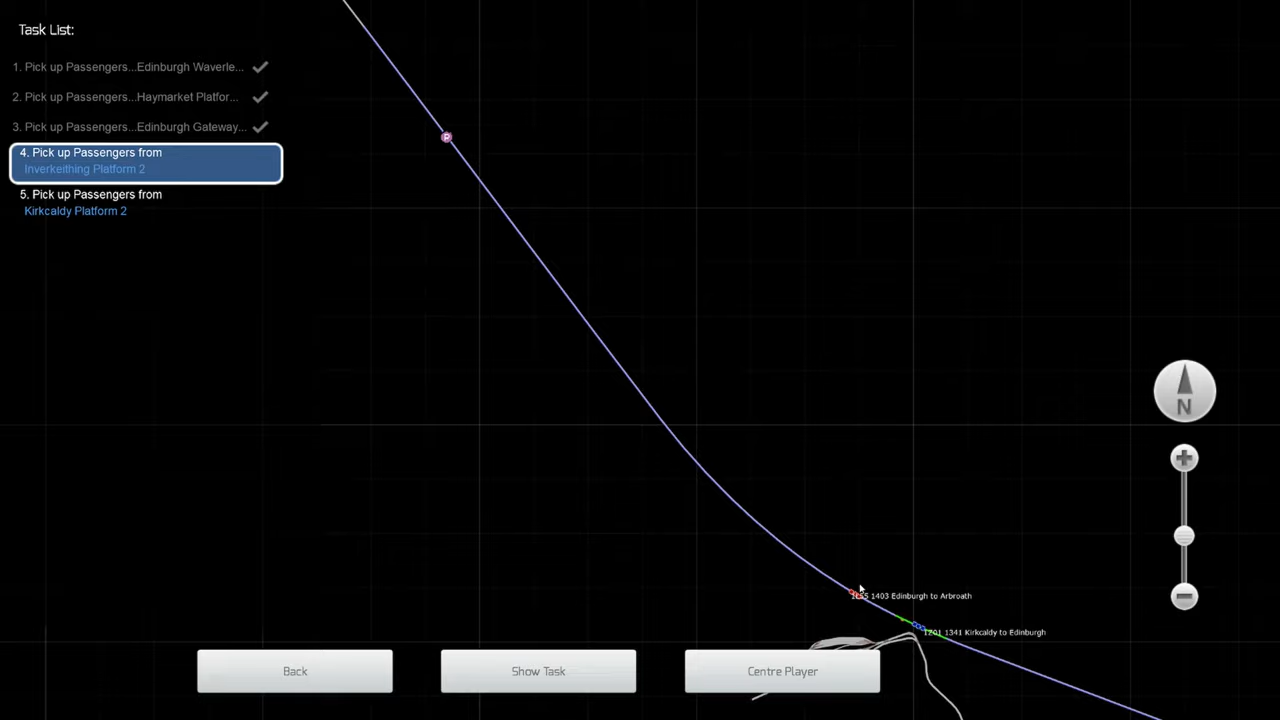 Task List:
1. Pick up Passengers...Edinburgh Waverle...
2. Pick up Passengers...Haymarket Platfor...
3. Pick up Passengers...Edinburgh Gateway...
4. Pick up Passengers from
Inverkeithing Platform 2
5. Pick up Passengers from
Kirkcaldy Platform 2
P
N
1403 Edinburgh to Arbroath
1Z01 1341 Kirkcaldy to Edinburgh
Back
Show Task
Centre Player